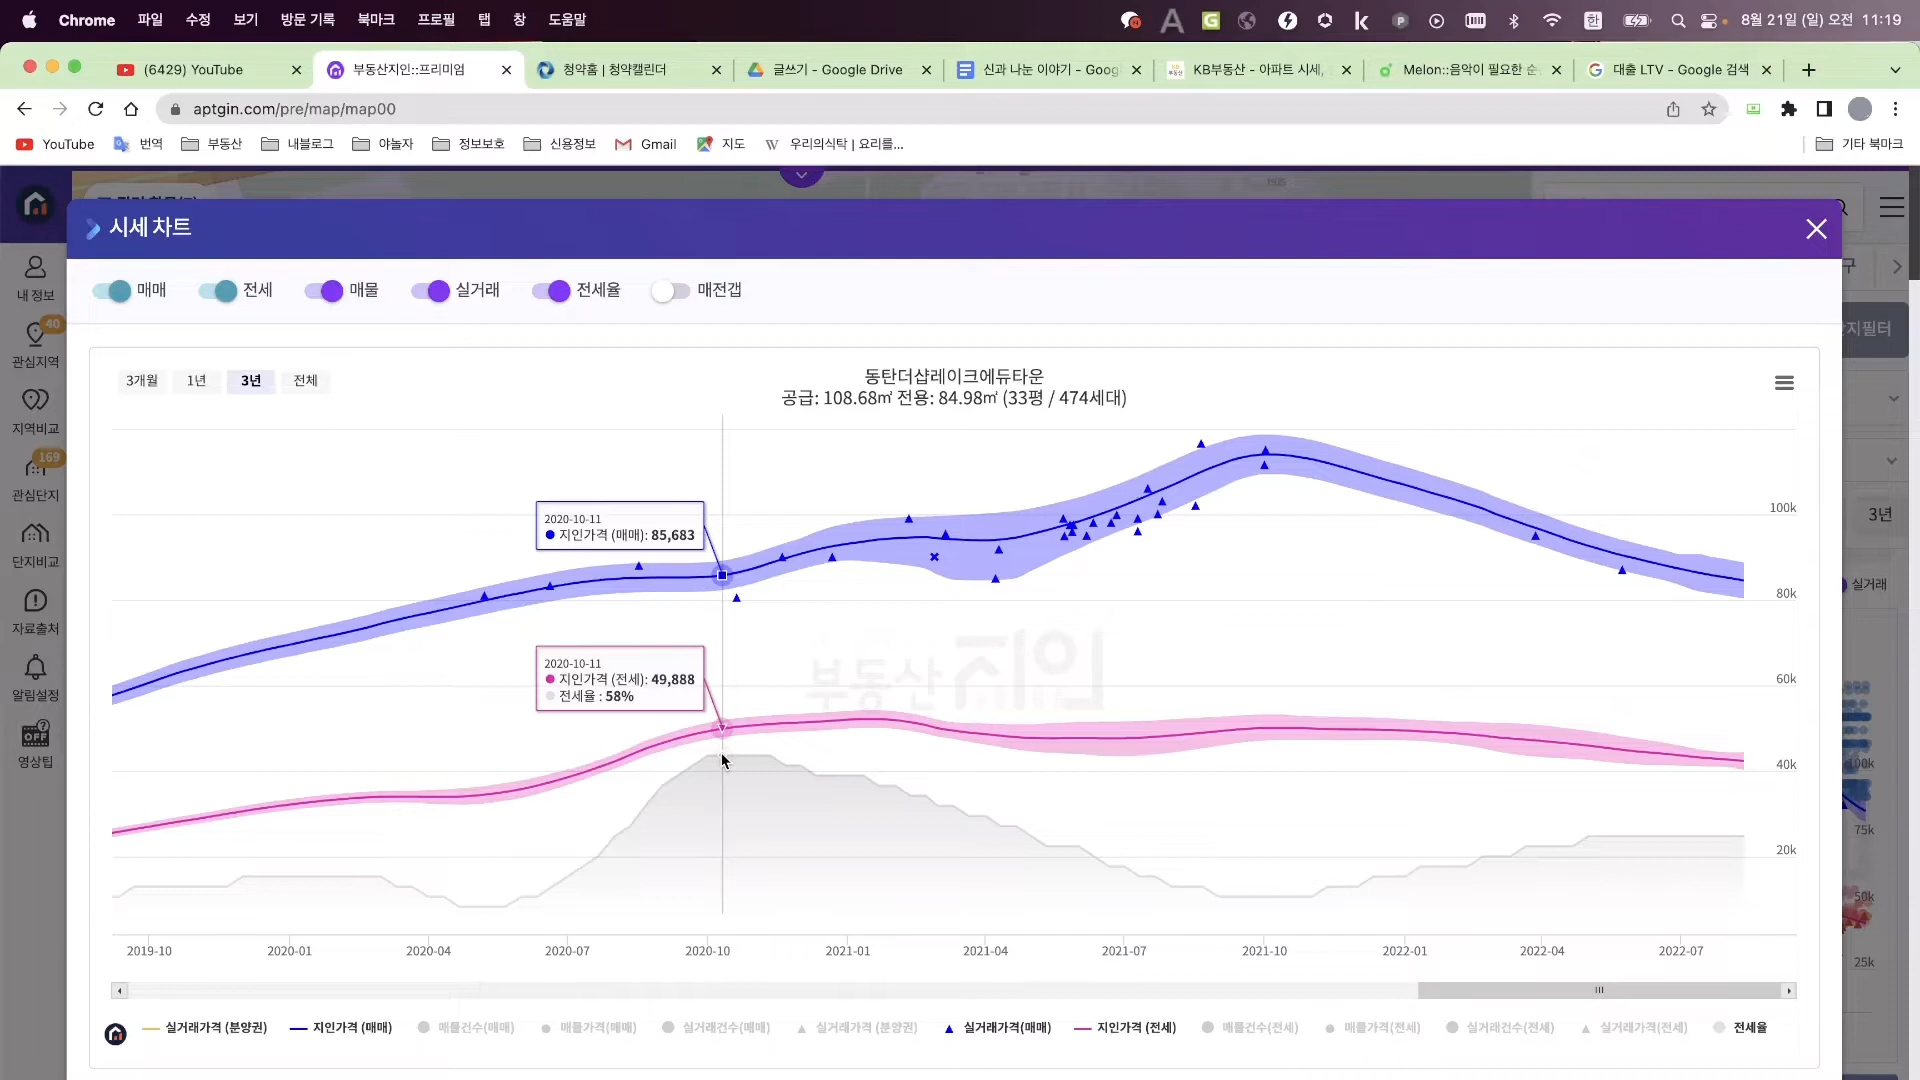 Chrome 파일 수정 보기 방문 기록 북마크 프로필 탭 창 도움말 8월 21일 (일) 오전 11:19
(6429) YouTube 부동산지인::프리미엄 청약홈 | 청약캘린더 글쓰기 - Google Drive 신과 나눈 이야기 - Goog KB부동산 - 아파트 시세, Melon::음악이 필요한 순 대출 LTV - Google 검색
aptgin.com/pre/map/map00
YouTube 번역 부동산 내블로그 야놀자 정보보호 신용정보 Gmail 지도 우리의식탁 | 요리를... 기타 북마크
시세 차트
매매 전세 매물 실거래 전세율 매전갭
내 정보
40
관심지역
지역비교
169
관심단지
단지비교
자료출처
알림설정
OFF
영상팁
3개월 1년 3년 전체
동탄더샵레이크에듀타운
공급: 108.68㎡ 전용: 84.98㎡ (33평 / 474세대)
2020-10-11
지인가격 (매매): 85,683
2020-10-11
지인가격 (전세): 49,888
전세율 : 58%
부동산 지인
100k
80k
60k
40k
20k
2019-10 2020-01 2020-04 2020-07 2020-10 2021-01 2021-04 2021-07 2021-10 2022-01 2022-04 2022-07
실거래가격 (분양권) 지인가격 (매매) 매물건수(매매) 매물가격(매매) 실거래건수(매매) 실거래가격 (분양권) 실거래가격(매매) 지인가격 (전세) 매물건수(전세) 매물가격(전세) 실거래건수(전세) 실거래가격(전세) 전세율
구
지필터
3년
실거래
100k
75k
50k
25k